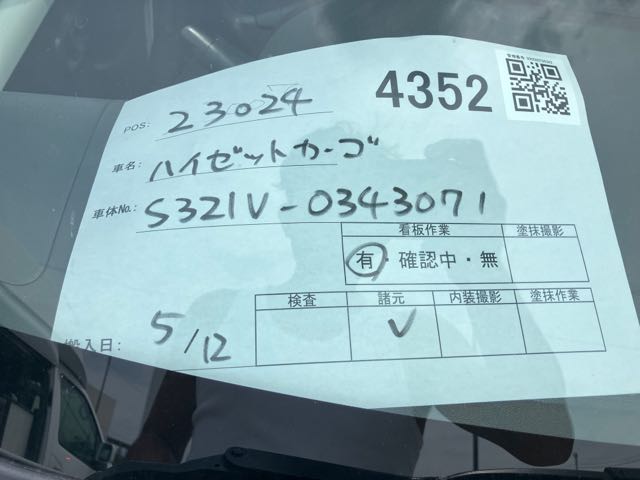 4352
POS: 23024
車名: ハイゼットカーゴ
車体No.: S321V-0343071
看板作業 塗抹撮影
有・確認中・無
検査 諸元 内装撮影 塗抹作業
搬入日: 5/12 V